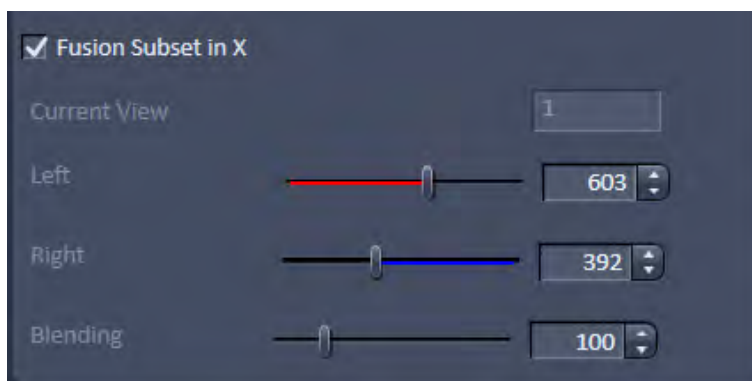 Fusion Subset in X
Current View 1
Left 603
Right 392
Blending 100